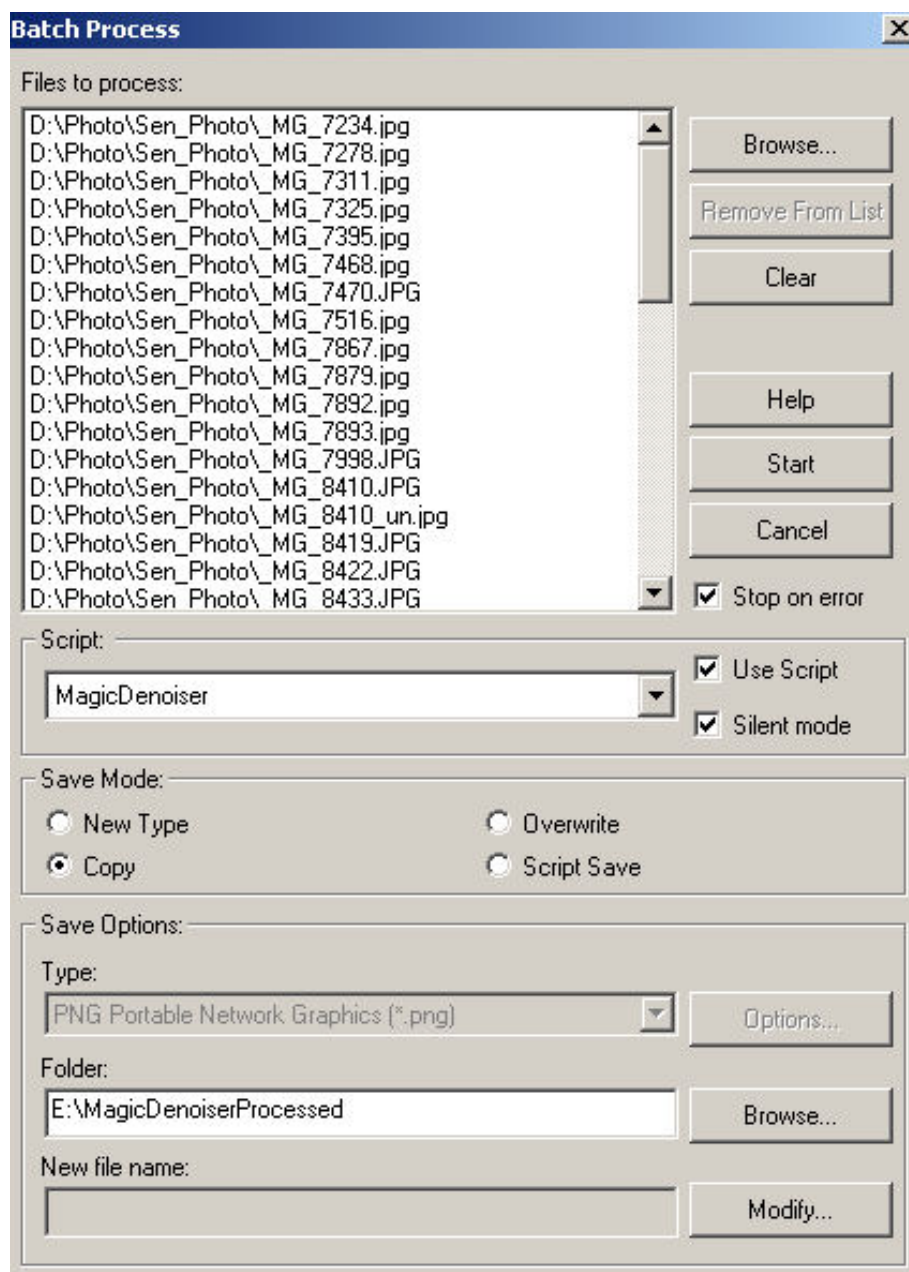 Batch Process
Files to process:
D:\Photo\Sen_Photo\_MG_7234.jpg
D:\Photo\Sen_Photo\_MG_7278.jpg
D:\Photo\Sen_Photo\_MG_7311.jpg
D:\Photo\Sen_Photo\_MG_7325.jpg
D:\Photo\Sen_Photo\_MG_7395.jpg
D:\Photo\Sen_Photo\_MG_7468.jpg
D:\Photo\Sen_Photo\_MG_7470.JPG
D:\Photo\Sen_Photo\_MG_7516.jpg
D:\Photo\Sen_Photo\_MG_7867.jpg
D:\Photo\Sen_Photo\_MG_7879.jpg
D:\Photo\Sen_Photo\_MG_7892.jpg
D:\Photo\Sen_Photo\_MG_7893.jpg
D:\Photo\Sen_Photo\_MG_7998.JPG
D:\Photo\Sen_Photo\_MG_8410.JPG
D:\Photo\Sen_Photo\_MG_8410_un.jpg
D:\Photo\Sen_Photo\_MG_8419.JPG
D:\Photo\Sen_Photo\_MG_8422.JPG
D:\Photo\Sen_Photo\_MG_8433.JPG
Browse...
Remove From List
Clear
Help
Start
Cancel
Stop on error
Script:
MagicDenoiser
Use Script
Silent mode
Save Mode:
New Type
Overwrite
Copy
Script Save
Save Options:
Type:
PNG Portable Network Graphics (*.png)
Options...
Folder:
E:\MagicDenoiserProcessed
Browse...
New file name:
Modify...